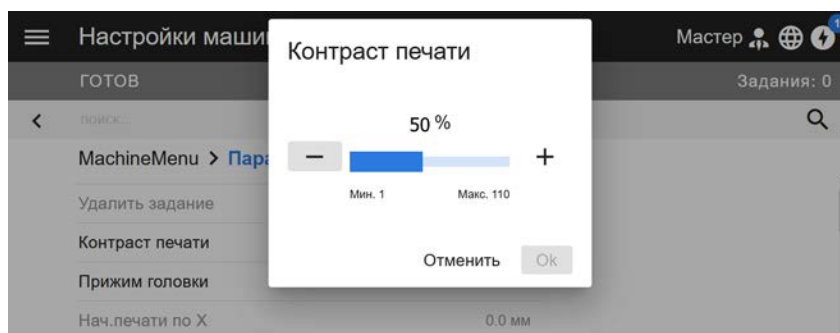 Настройки маши
Мастер
1
ГОТОВ
Задания: 0
поиск...
MachineMenu > Пара
Удалить задание
Контраст печати
Прижим головки
Нач.печати по X
0.0 мм
Контраст печати
50 %
− +
Мин. 1
Макс. 110
Отменить
Ok